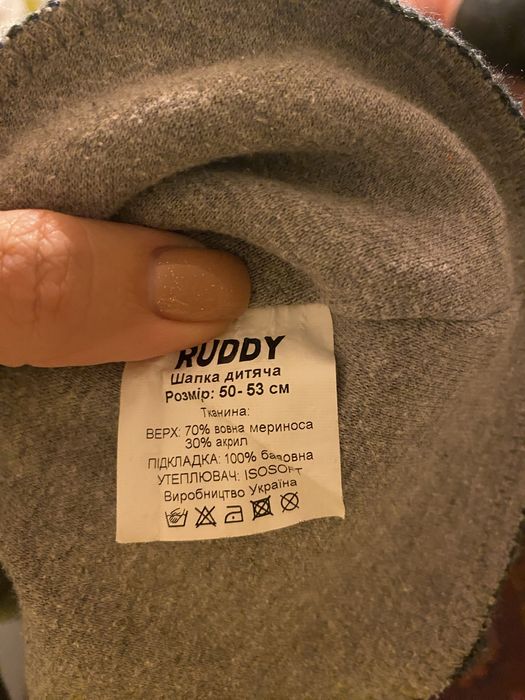 RUDDY
Шапка дитяча
Розмір: 50- 53 см
Тканина:
ВЕРХ: 70% вовна мериноса
30% акрил
ПІДКЛАДКА: 100% бавовна
УТЕПЛЮВАЧ: ISOSOFT
Виробництво Україна